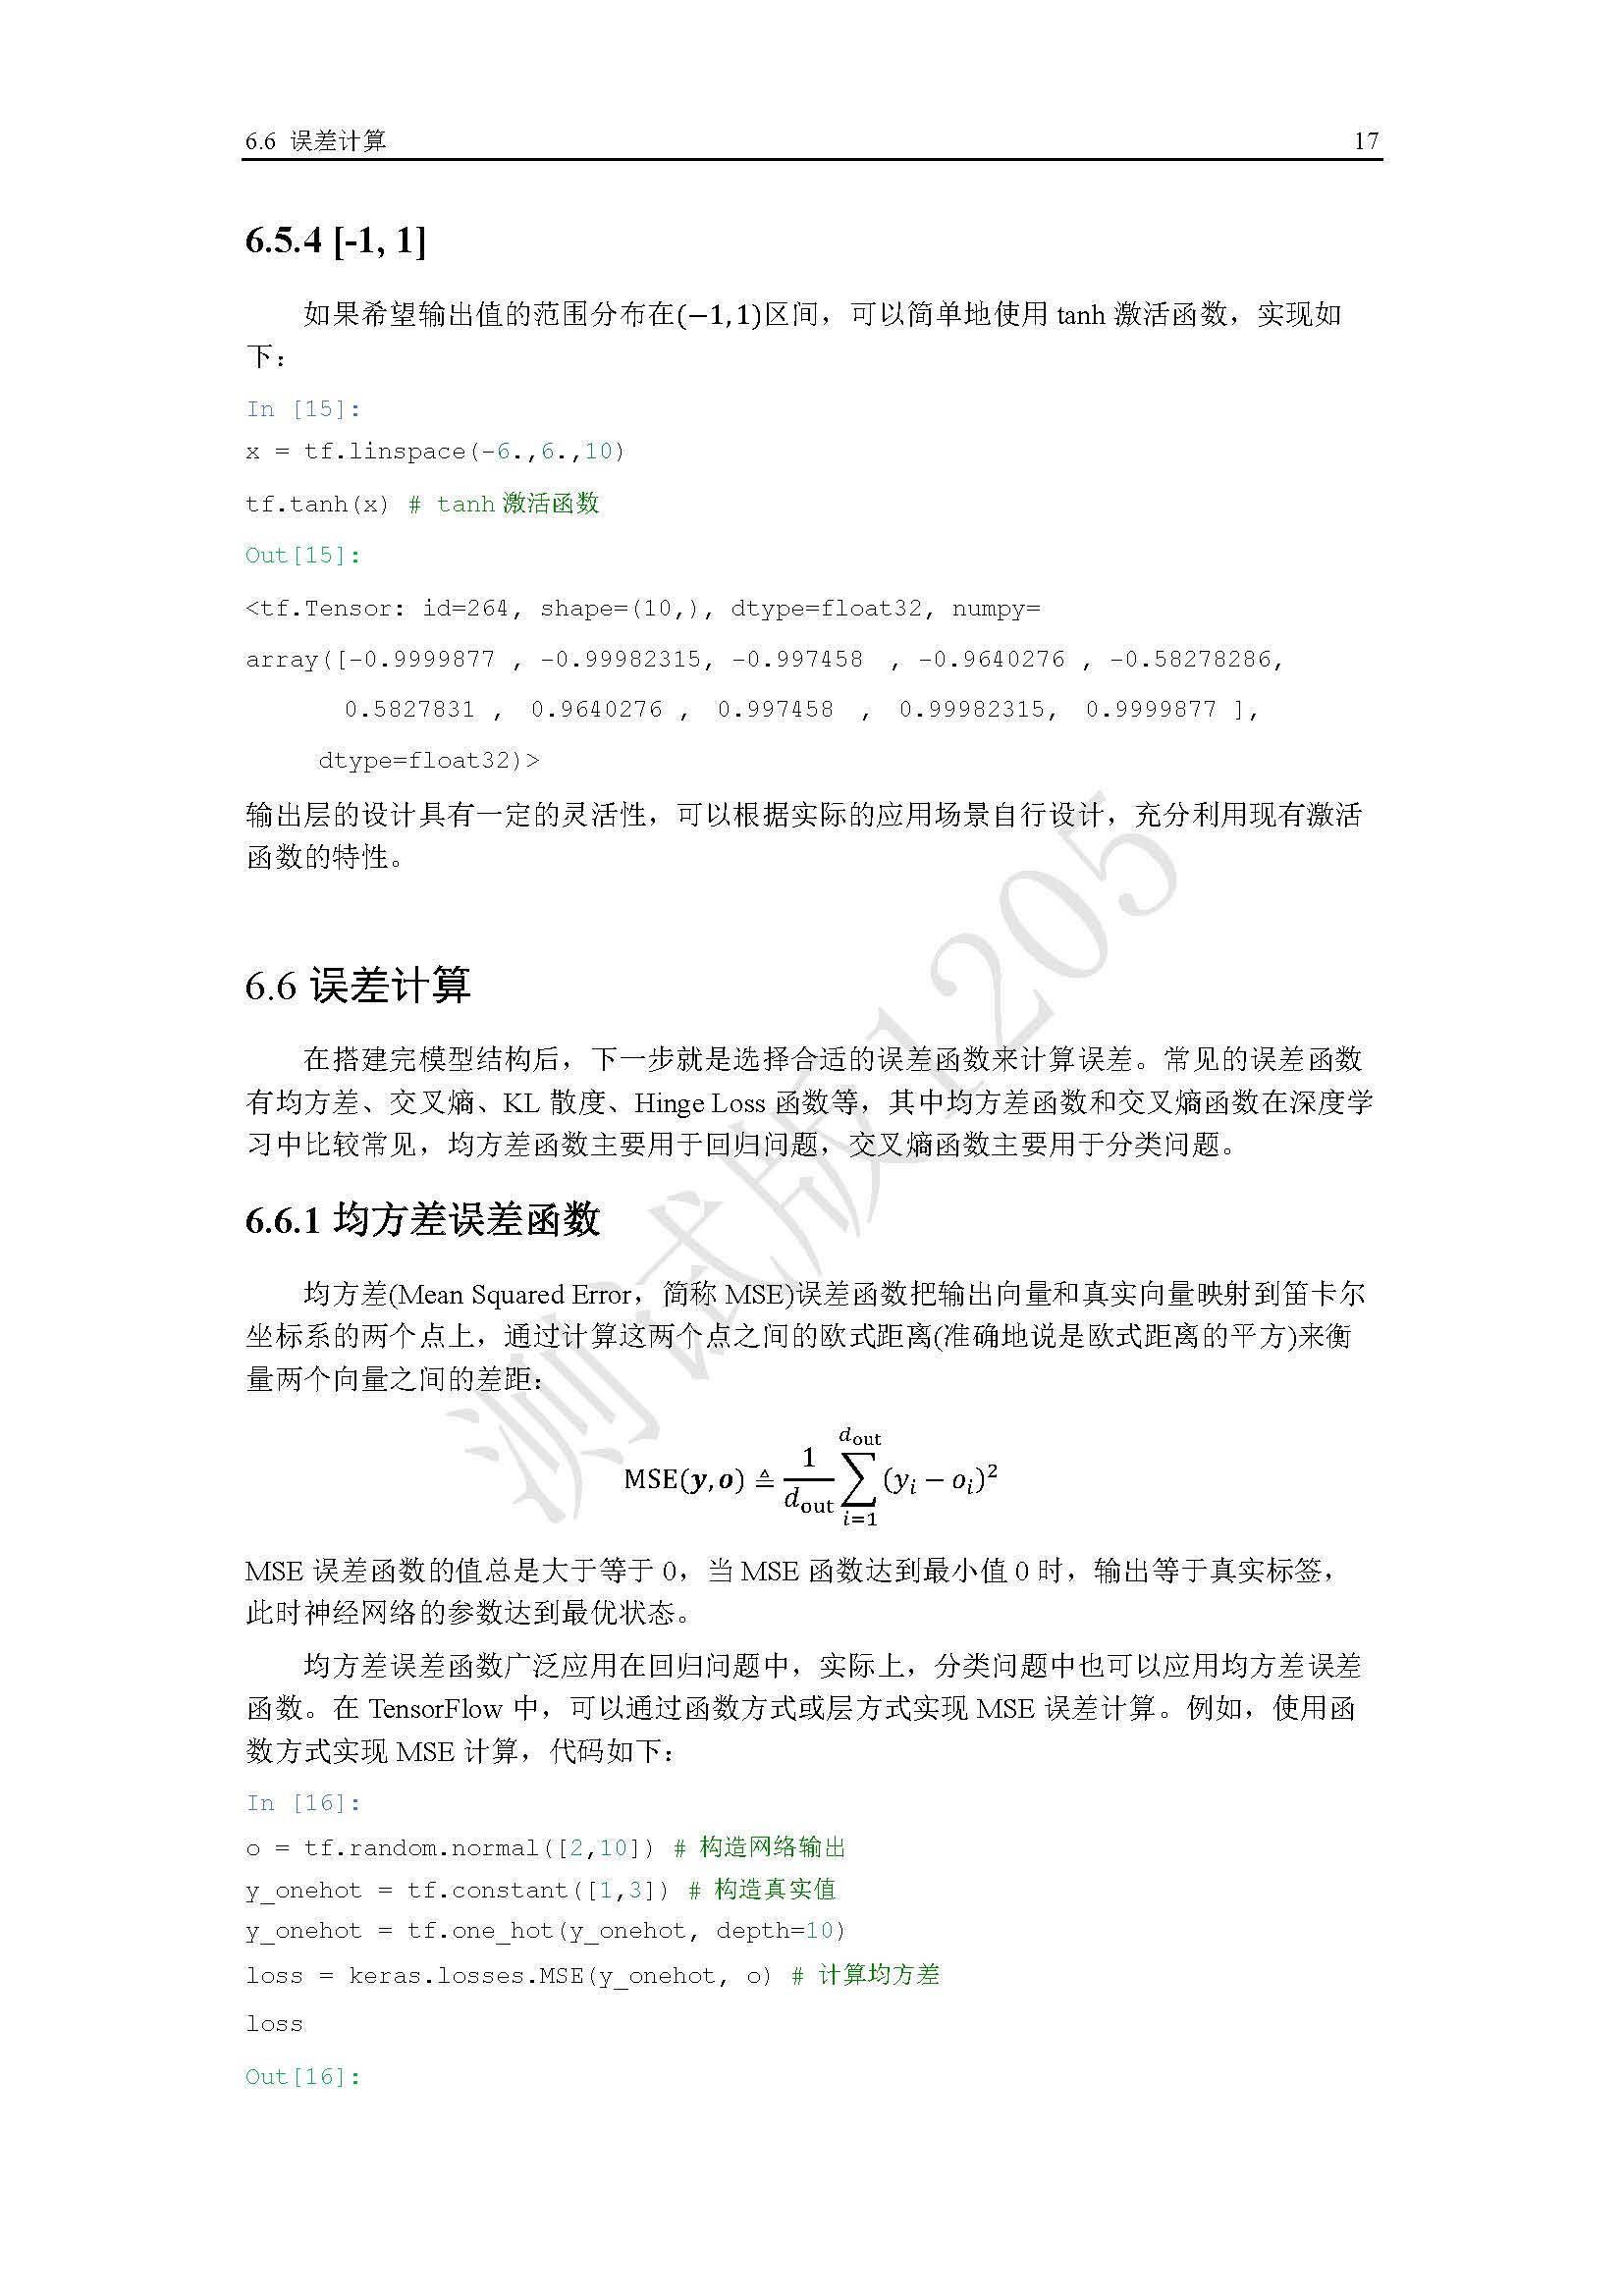 6.6 误差计算 17
6.5.4 [-1, 1]
如果希望输出值的范围分布在(−1,1)区间，可以简单地使用 tanh 激活函数，实现如
下：
In [15]:
x = tf.linspace(-6.,6.,10)
tf.tanh(x) # tanh 激活函数
Out[15]:
<tf.Tensor: id=264, shape=(10,), dtype=float32, numpy=
array([-0.9999877 , -0.99982315, -0.997458  , -0.9640276 , -0.58278286,
0.5827831 ,  0.9640276 ,  0.997458  ,  0.99982315,  0.9999877 ],
dtype=float32)>
输出层的设计具有一定的灵活性，可以根据实际的应用场景自行设计，充分利用现有激活
函数的特性。
6.6 误差计算
在搭建完模型结构后，下一步就是选择合适的误差函数来计算误差。常见的误差函数
有均方差、交叉熵、KL 散度、Hinge Loss 函数等，其中均方差函数和交叉熵函数在深度学
习中比较常见，均方差函数主要用于回归问题，交叉熵函数主要用于分类问题。
6.6.1 均方差误差函数
均方差(Mean Squared Error，简称 MSE)误差函数把输出向量和真实向量映射到笛卡尔
坐标系的两个点上，通过计算这两个点之间的欧式距离(准确地说是欧式距离的平方)来衡
量两个向量之间的差距：
MSE(y, o) ≜ 1/d_out ∑_{i=1}^{d_out} (y_i − o_i)²
MSE 误差函数的值总是大于等于 0，当 MSE 函数达到最小值 0 时，输出等于真实标签，
此时神经网络的参数达到最优状态。
均方差误差函数广泛应用在回归问题中，实际上，分类问题中也可以应用均方差误差
函数。在 TensorFlow 中，可以通过函数方式或层方式实现 MSE 误差计算。例如，使用函
数方式实现 MSE 计算，代码如下：
In [16]:
o = tf.random.normal([2,10]) # 构造网络输出
y_onehot = tf.constant([1,3]) # 构造真实值
y_onehot = tf.one_hot(y_onehot, depth=10)
loss = keras.losses.MSE(y_onehot, o) # 计算均方差
loss
Out[16]:
测试版1205